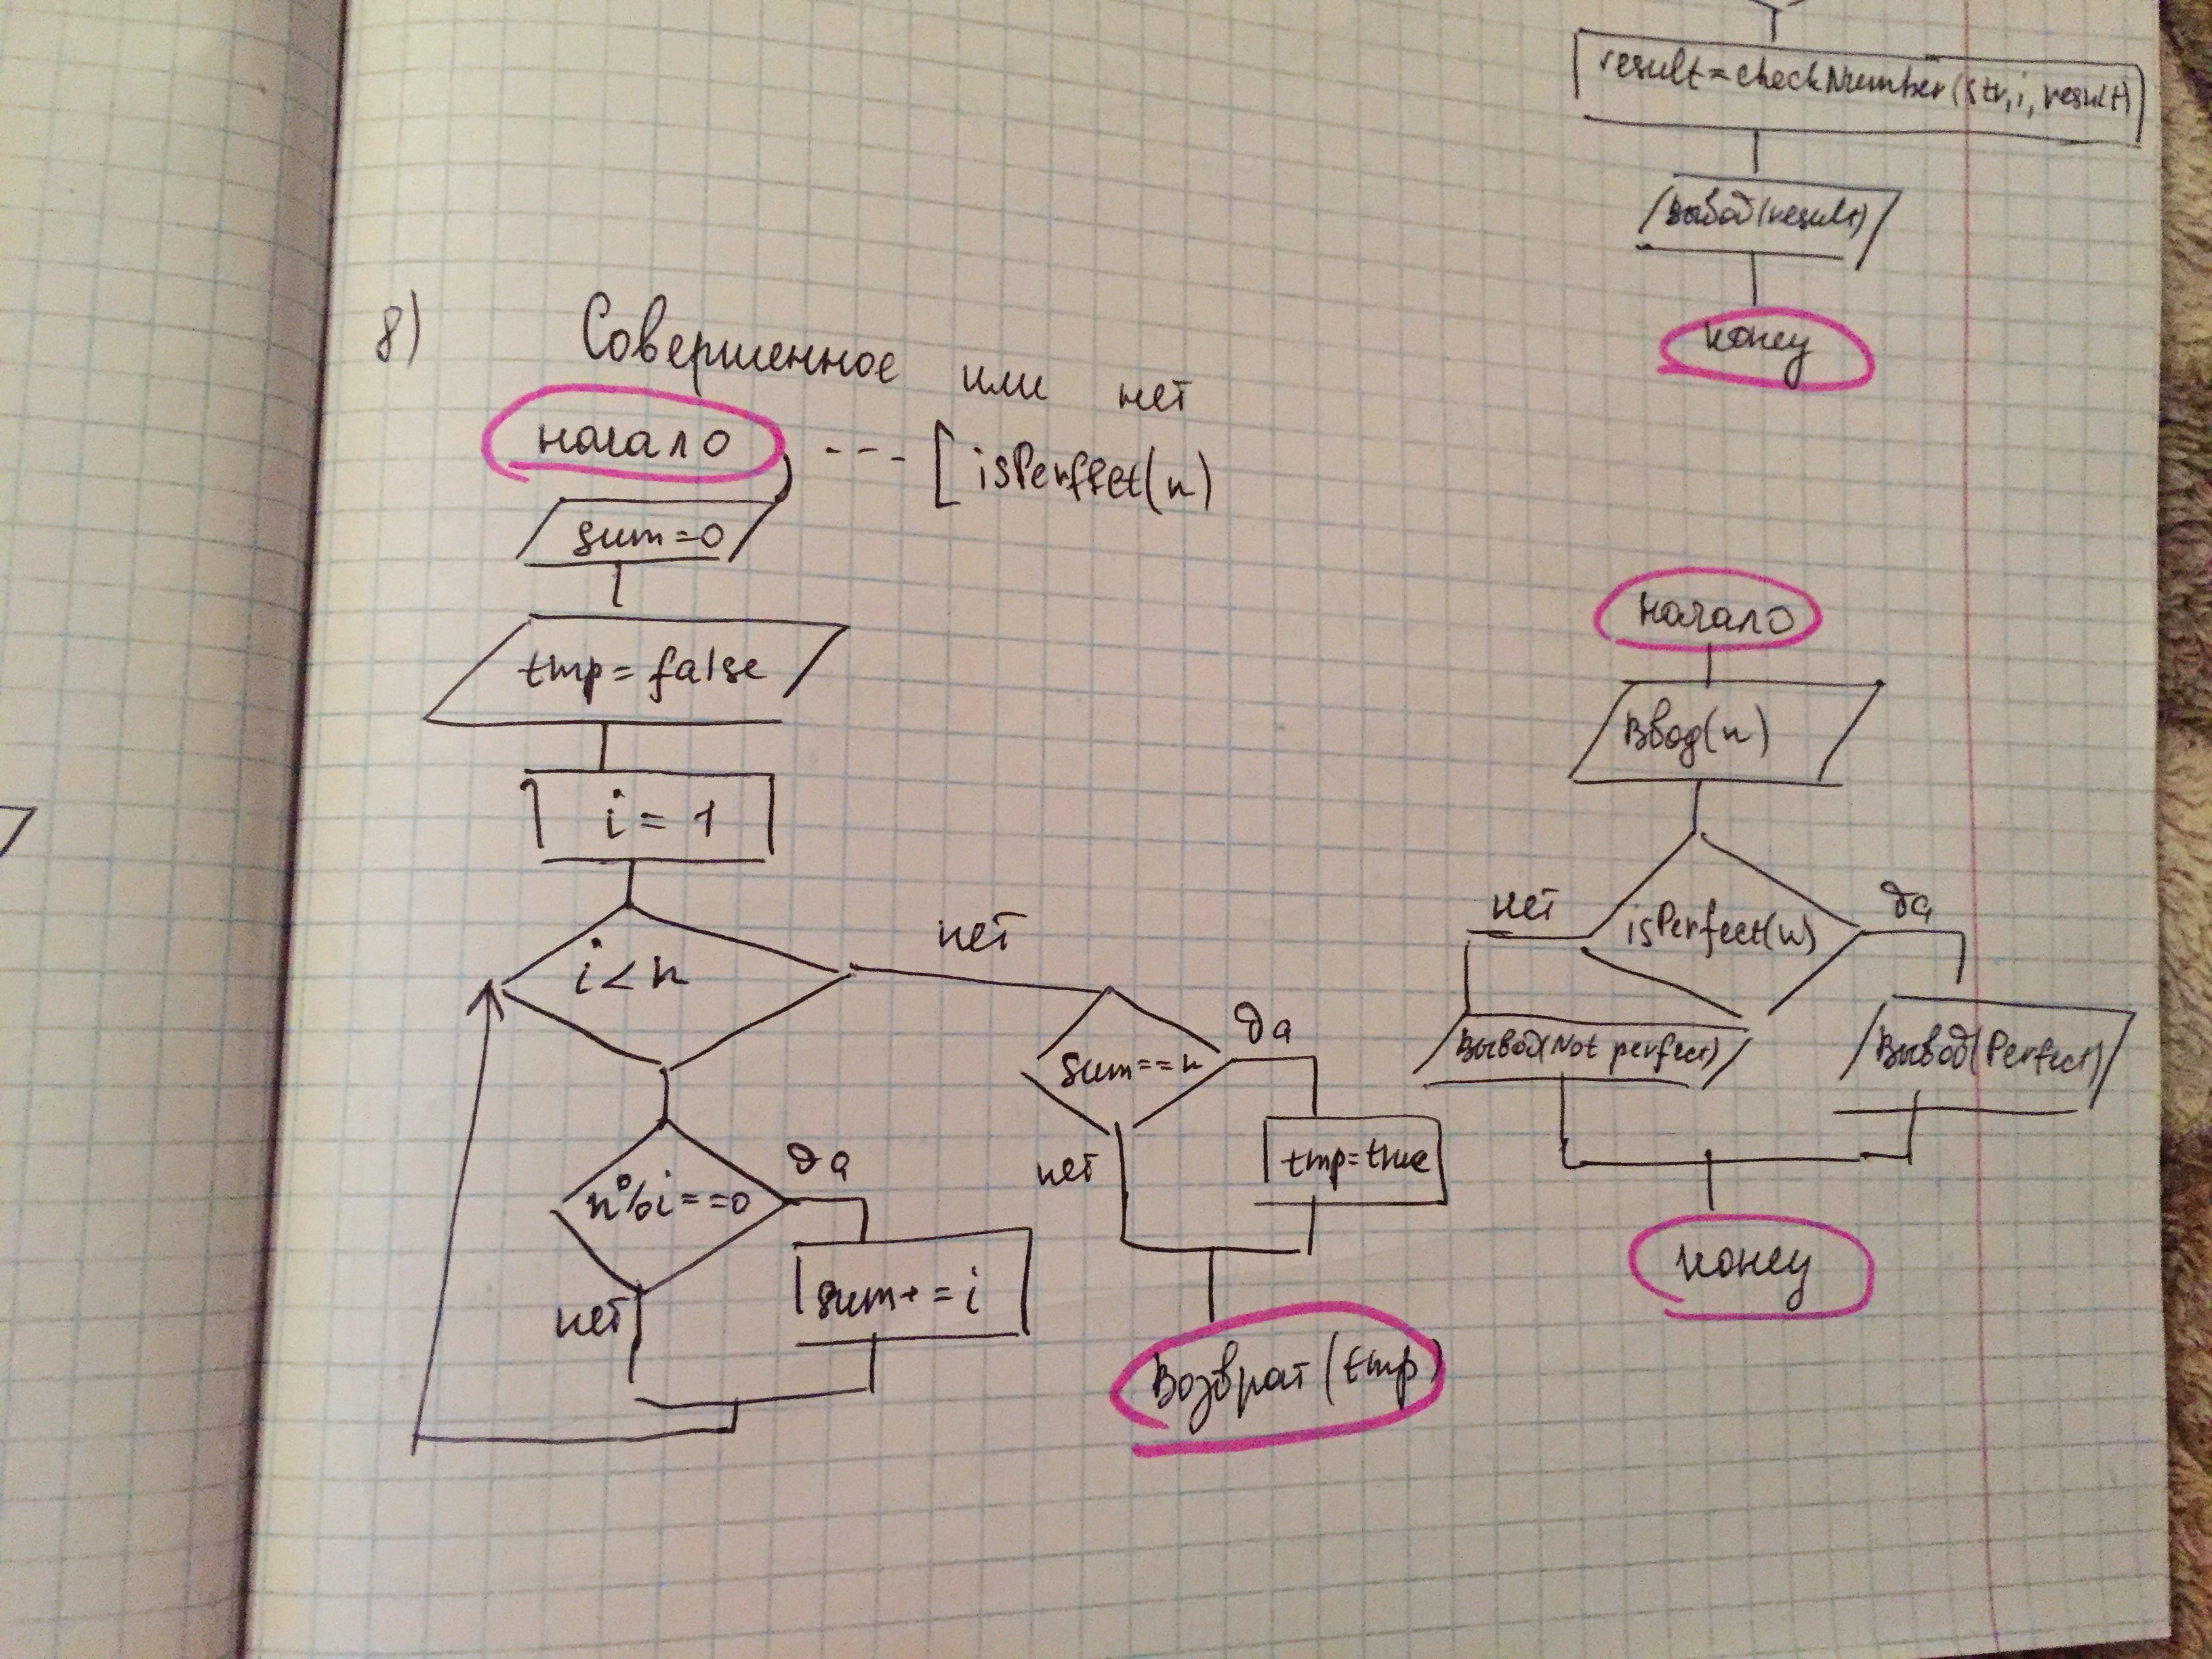 result = checkNumber(str, i, result)
вывод(result)
конец
8) Совершенное или нет
начало
isPerfect(n)
sum=0
tmp = false
i = 1
i < n
нет
n%i==0
да
нет
sum+=i
sum==n
да
нет
tmp=true
возврат(tmp)
начало
ввод(n)
isPerfect(n)
нет
да
вывод(Not perfect)
вывод(Perfect)
конец